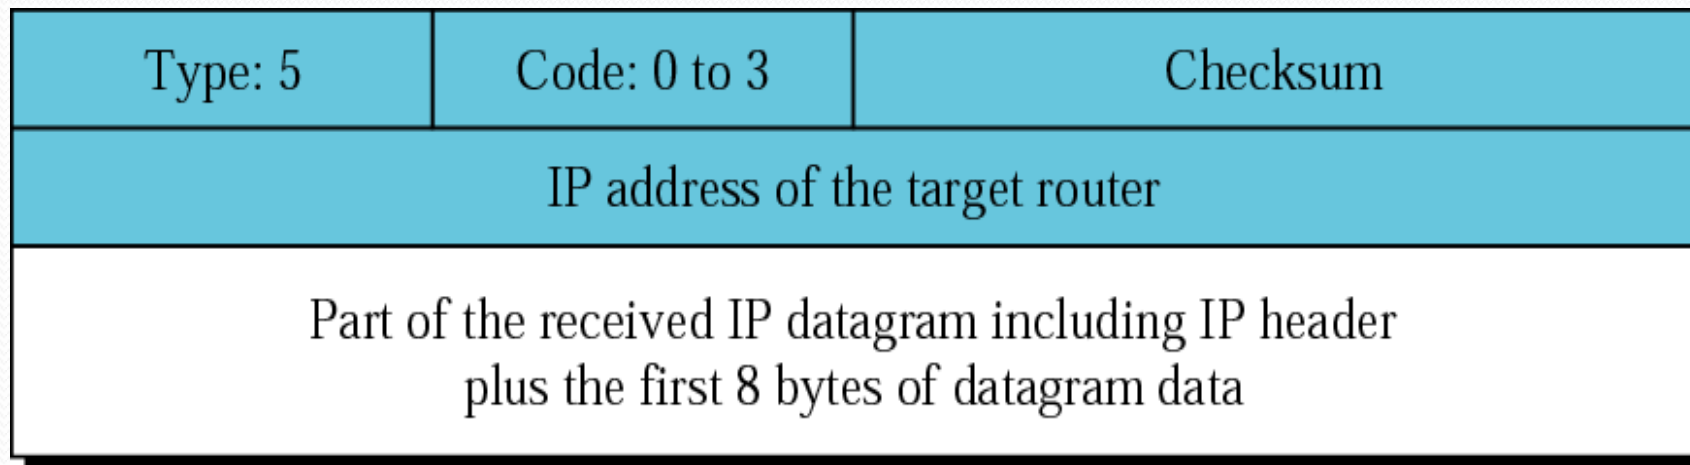 Type: 5 Code: 0 to 3 Checksum
IP address of the target router
Part of the received IP datagram including IP header
plus the first 8 bytes of datagram data